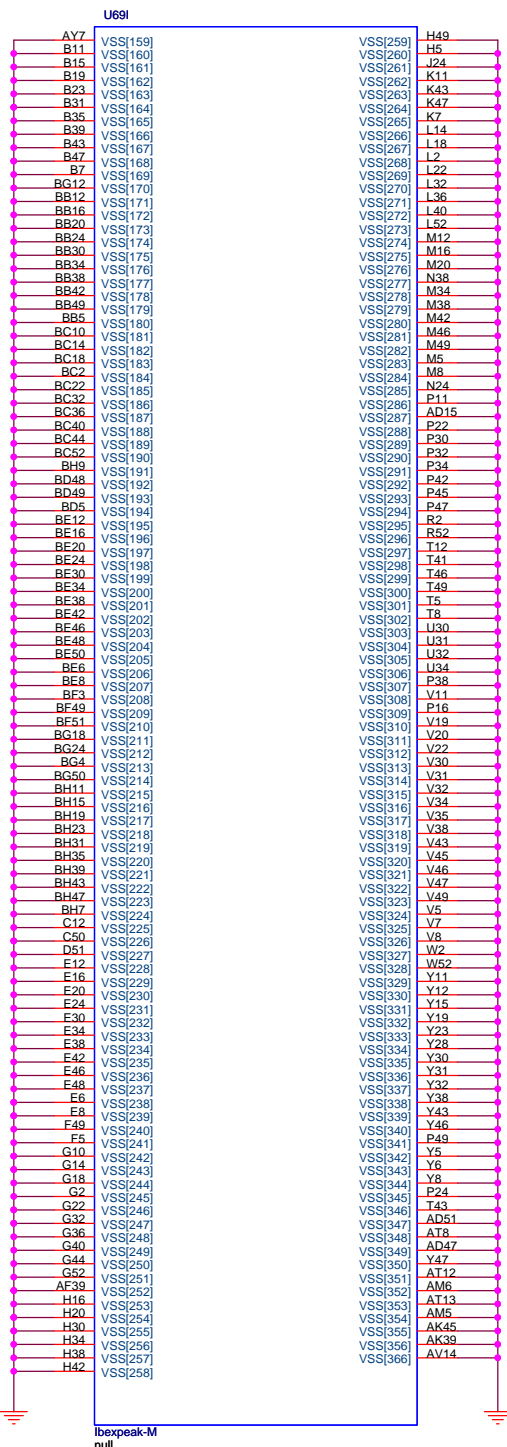 U69I
AY7 VSS[159] VSS[259] H49
B11 VSS[160] VSS[260] H5
B15 VSS[161] VSS[261] J24
B19 VSS[162] VSS[262] K11
B23 VSS[163] VSS[263] K43
B31 VSS[164] VSS[264] K47
B35 VSS[165] VSS[265] K7
B39 VSS[166] VSS[266] L14
B43 VSS[167] VSS[267] L18
B47 VSS[168] VSS[268] L2
B7 VSS[169] VSS[269] L22
BG12 VSS[170] VSS[270] L32
BB12 VSS[171] VSS[271] L36
BB16 VSS[172] VSS[272] L40
BB20 VSS[173] VSS[273] L52
BB24 VSS[174] VSS[274] M12
BB30 VSS[175] VSS[275] M16
BB34 VSS[176] VSS[276] M20
BB38 VSS[177] VSS[277] N38
BB42 VSS[178] VSS[278] M34
BB49 VSS[179] VSS[279] M38
BB5 VSS[180] VSS[280] M42
BC10 VSS[181] VSS[281] M46
BC14 VSS[182] VSS[282] M49
BC18 VSS[183] VSS[283] M5
BC2 VSS[184] VSS[284] M8
BC22 VSS[185] VSS[285] N24
BC32 VSS[186] VSS[286] P11
BC36 VSS[187] VSS[287] AD15
BC40 VSS[188] VSS[288] P22
BC44 VSS[189] VSS[289] P30
BC52 VSS[190] VSS[290] P32
BH9 VSS[191] VSS[291] P34
BD48 VSS[192] VSS[292] P42
BD49 VSS[193] VSS[293] P45
BD5 VSS[194] VSS[294] P47
BE12 VSS[195] VSS[295] R2
BE16 VSS[196] VSS[296] R52
BE20 VSS[197] VSS[297] T12
BE24 VSS[198] VSS[298] T41
BE30 VSS[199] VSS[299] T46
BE34 VSS[200] VSS[300] T49
BE38 VSS[201] VSS[301] T5
BE42 VSS[202] VSS[302] T8
BE46 VSS[203] VSS[303] U30
BE48 VSS[204] VSS[304] U31
BE50 VSS[205] VSS[305] U32
BE6 VSS[206] VSS[306] U34
BE8 VSS[207] VSS[307] P38
BF3 VSS[208] VSS[308] V11
BF49 VSS[209] VSS[309] P16
BF51 VSS[210] VSS[310] V19
BG18 VSS[211] VSS[311] V20
BG24 VSS[212] VSS[312] V22
BG4 VSS[213] VSS[313] V30
BG50 VSS[214] VSS[314] V31
BH11 VSS[215] VSS[315] V32
BH15 VSS[216] VSS[316] V34
BH19 VSS[217] VSS[317] V35
BH23 VSS[218] VSS[318] V38
BH31 VSS[219] VSS[319] V43
BH35 VSS[220] VSS[320] V45
BH39 VSS[221] VSS[321] V46
BH43 VSS[222] VSS[322] V47
BH47 VSS[223] VSS[323] V49
BH7 VSS[224] VSS[324] V5
C12 VSS[225] VSS[325] V7
C50 VSS[226] VSS[326] V8
D51 VSS[227] VSS[327] W2
E12 VSS[228] VSS[328] W52
E16 VSS[229] VSS[329] Y11
E20 VSS[230] VSS[330] Y12
E24 VSS[231] VSS[331] Y15
E30 VSS[232] VSS[332] Y19
E34 VSS[233] VSS[333] Y23
E38 VSS[234] VSS[334] Y28
E42 VSS[235] VSS[335] Y30
E46 VSS[236] VSS[336] Y31
E48 VSS[237] VSS[337] Y32
E6 VSS[238] VSS[338] Y38
E8 VSS[239] VSS[339] Y43
F49 VSS[240] VSS[340] Y46
F5 VSS[241] VSS[341] P49
G10 VSS[242] VSS[342] Y5
G14 VSS[243] VSS[343] Y6
G18 VSS[244] VSS[344] Y8
G2 VSS[245] VSS[345] P24
G22 VSS[246] VSS[346] T43
G32 VSS[247] VSS[347] AD51
G36 VSS[248] VSS[348] AT8
G40 VSS[249] VSS[349] AD47
G44 VSS[250] VSS[350] Y47
G52 VSS[251] VSS[351] AT12
AF39 VSS[252] VSS[352] AM6
H16 VSS[253] VSS[353] AT13
H20 VSS[254] VSS[354] AM5
H30 VSS[255] VSS[355] AK45
H34 VSS[256] VSS[356] AK39
H38 VSS[257] VSS[366] AV14
H42 VSS[258]
Ibexpeak-M
null